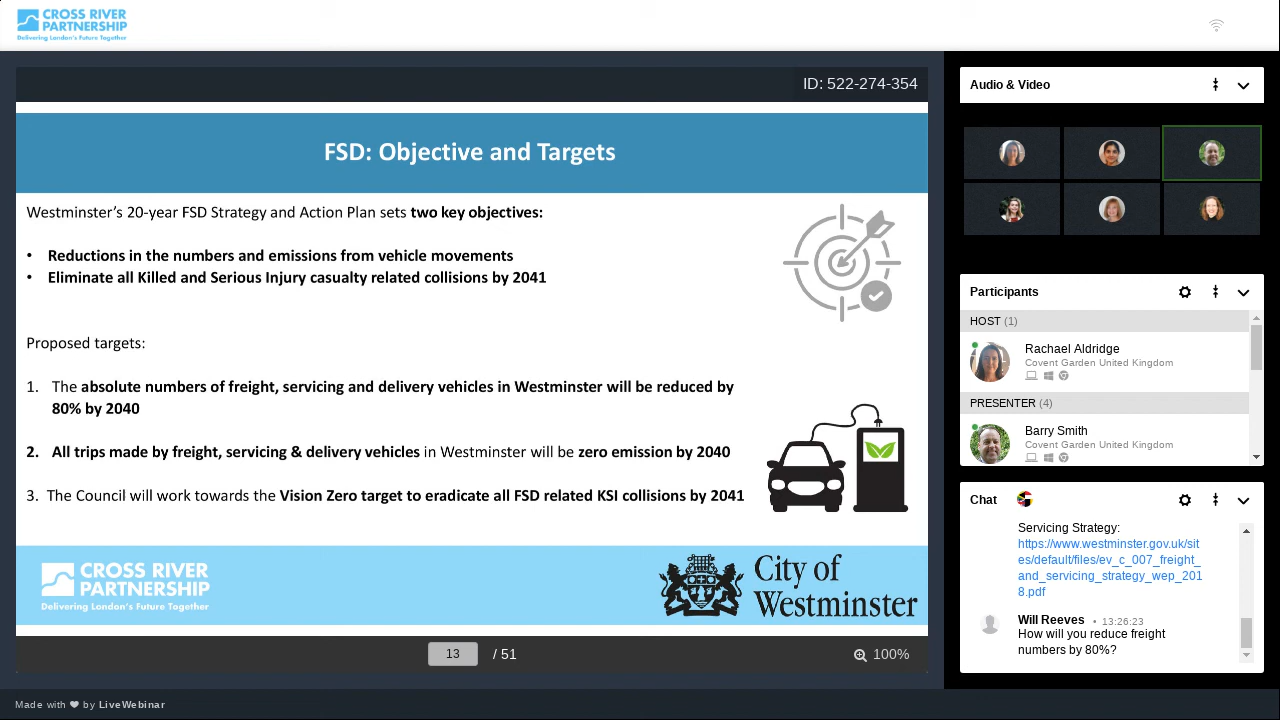 CROSS RIVER
PARTNERSHIP
Delivering London's Future Together
ID: 522-274-354
FSD: Objective and Targets
Westminster’s 20-year FSD Strategy and Action Plan sets two key objectives:
• Reductions in the numbers and emissions from vehicle movements
• Eliminate all Killed and Serious Injury casualty related collisions by 2041
Proposed targets:
1. The absolute numbers of freight, servicing and delivery vehicles in Westminster will be reduced by
80% by 2040
2. All trips made by freight, servicing & delivery vehicles in Westminster will be zero emission by 2040
3. The Council will work towards the Vision Zero target to eradicate all FSD related KSI collisions by 2041
CROSS RIVER
PARTNERSHIP
Delivering London's Future Together
City of
Westminster
13 / 51
100%
Made with ❤ by LiveWebinar
Audio & Video
Participants
HOST (1)
Rachael Aldridge
Covent Garden United Kingdom
PRESENTER (4)
Barry Smith
Covent Garden United Kingdom
Chat
Servicing Strategy:
https://www.westminster.gov.uk/sit
es/default/files/ev_c_007_freight_
and_servicing_strategy_wep_201
8.pdf
Will Reeves • 13:26:23
How will you reduce freight
numbers by 80%?